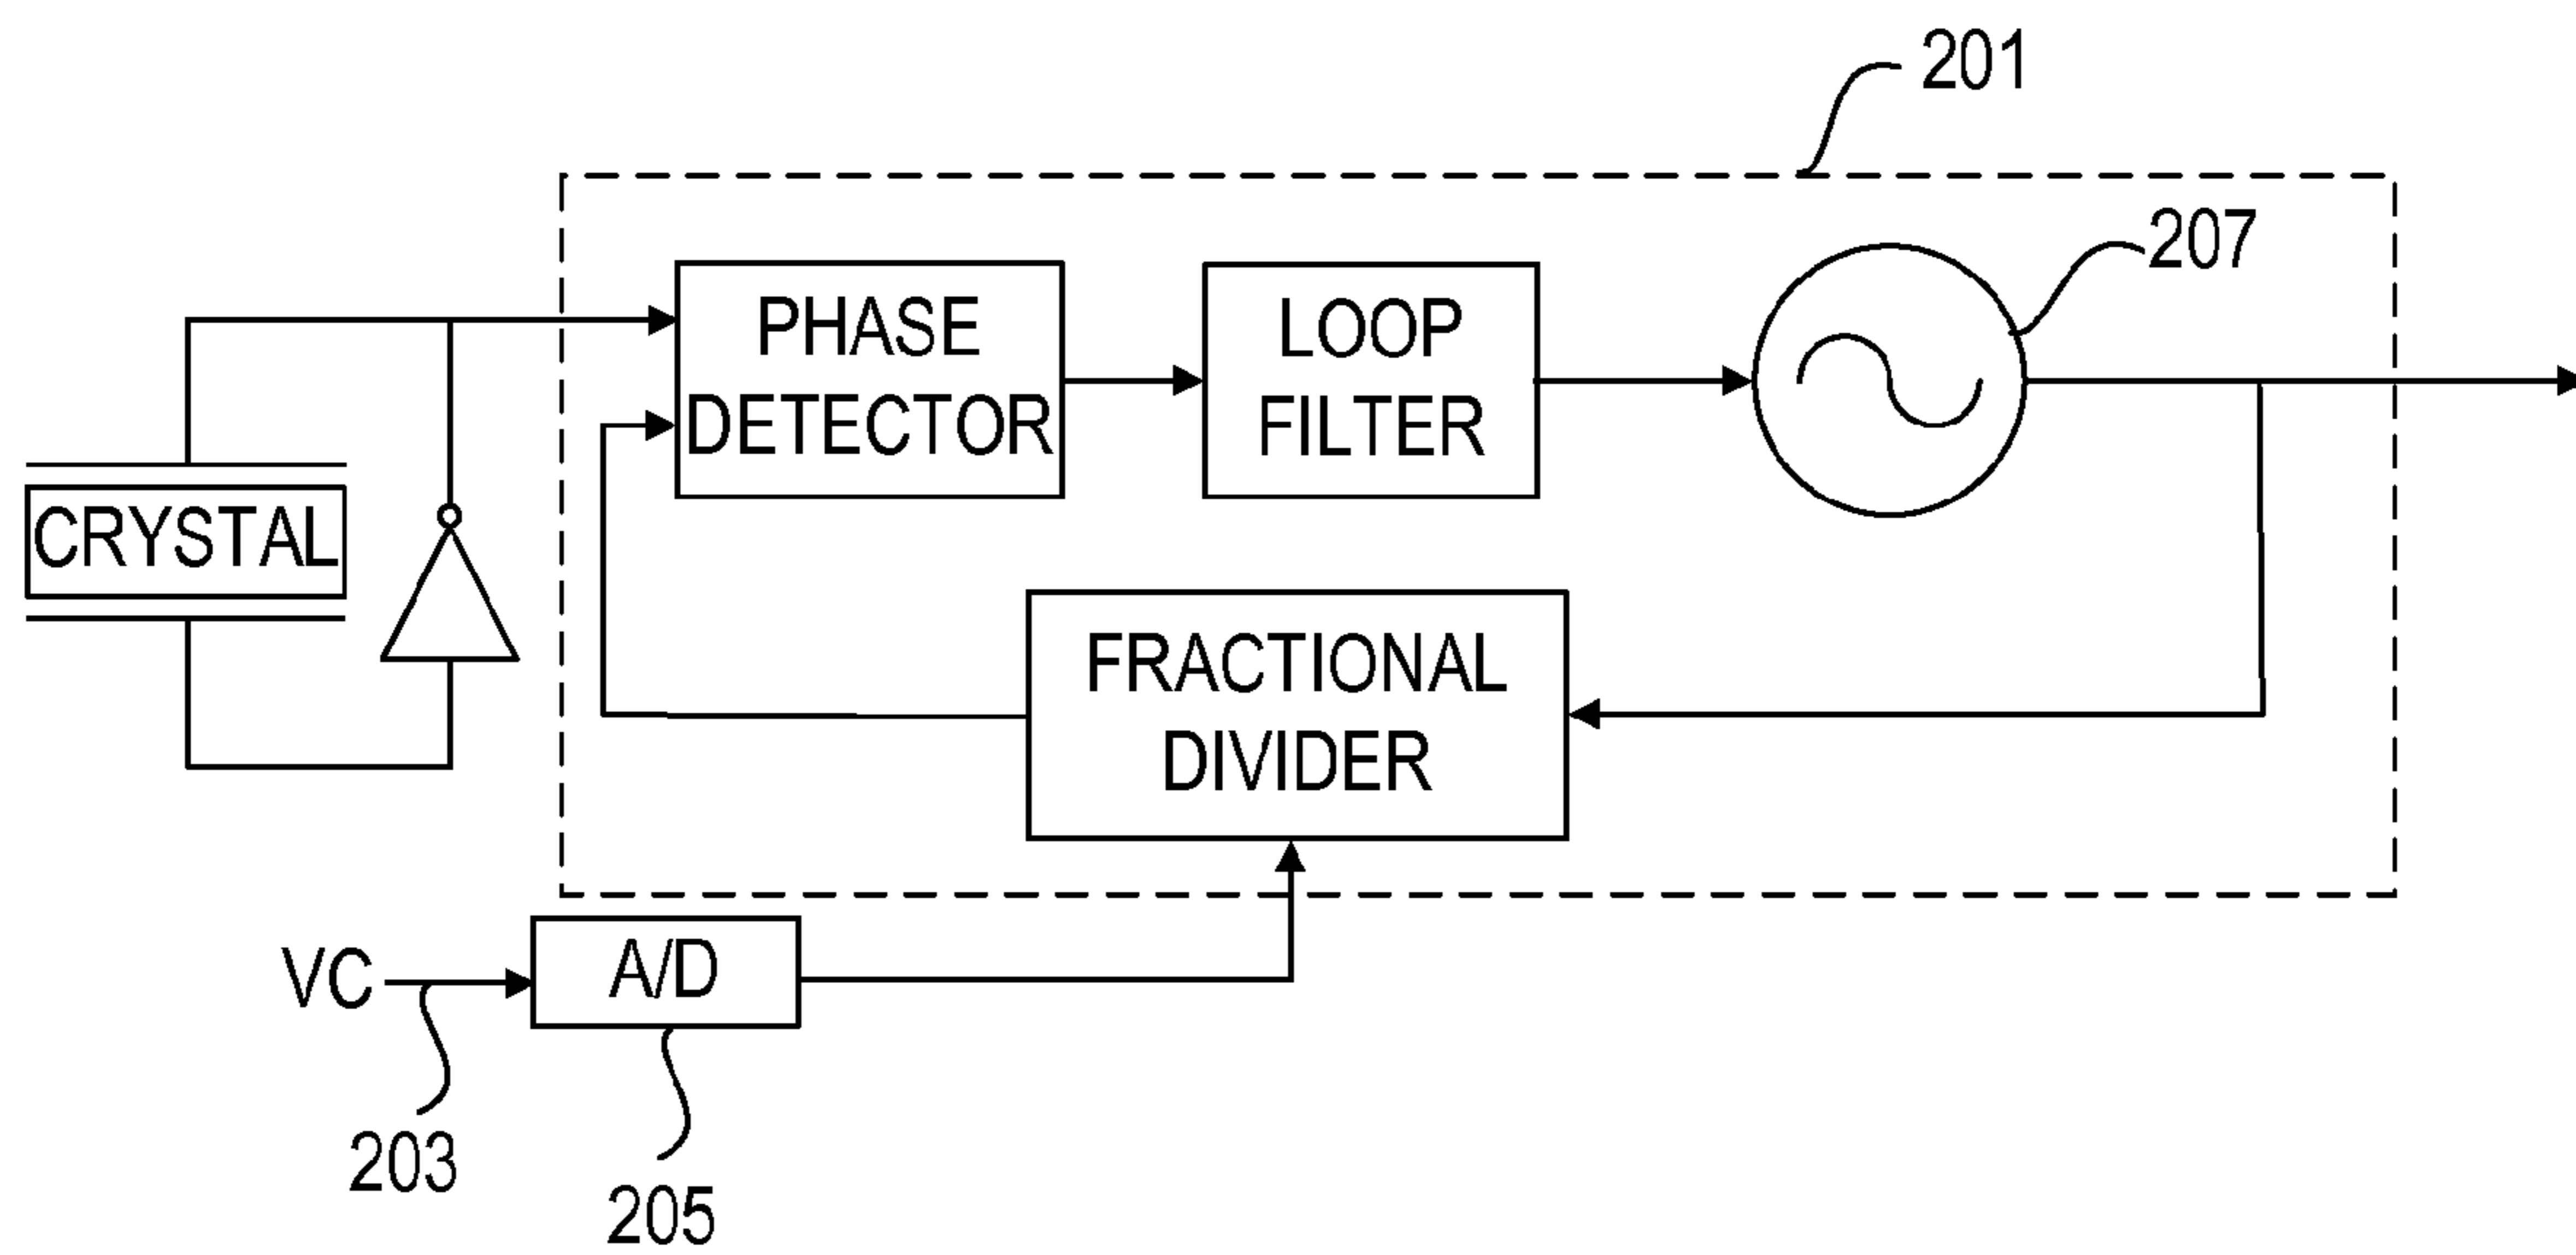 201
207
PHASE
DETECTOR
LOOP
FILTER
CRYSTAL
FRACTIONAL
DIVIDER
VC
A/D
203
205